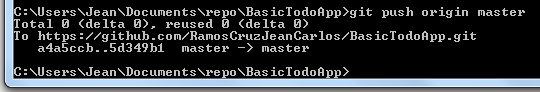 C:\Users\Jean\Documents\repo\BasicTodoApp>git push origin master
Total 0 (delta 0), reused 0 (delta 0)
To https://github.com/RamosCruzJeanCarlos/BasicTodoApp.git
   a4a5ccb..5d349b1  master -> master
C:\Users\Jean\Documents\repo\BasicTodoApp>